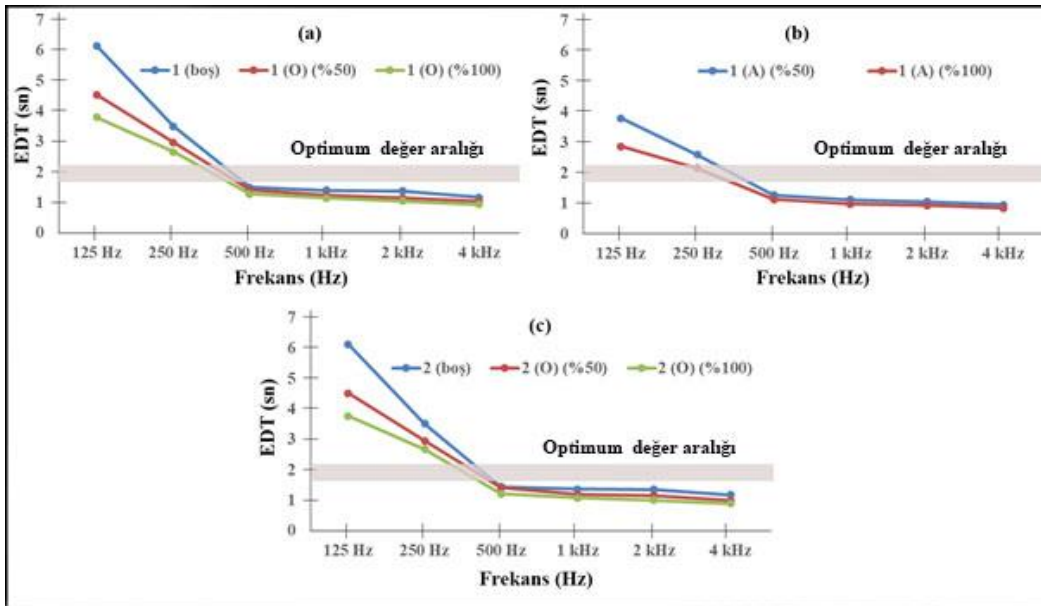 (a)
1 (boş) 1 (O) (%50) 1 (O) (%100)
EDT (sn)
7
6
5
4
3
2
1
0
Optimum değer aralığı
125 Hz 250 Hz 500 Hz 1 kHz 2 kHz 4 kHz
Frekans (Hz)
(b)
1 (A) (%50) 1 (A) (%100)
EDT (sn)
7
6
5
4
3
2
1
0
Optimum değer aralığı
125 Hz 250 Hz 500 Hz 1 kHz 2 kHz 4 kHz
Frekans (Hz)
(c)
2 (boş) 2 (O) (%50) 2 (O) (%100)
EDT (sn)
7
6
5
4
3
2
1
0
Optimum değer aralığı
125 Hz 250 Hz 500 Hz 1 kHz 2 kHz 4 kHz
Frekans (Hz)